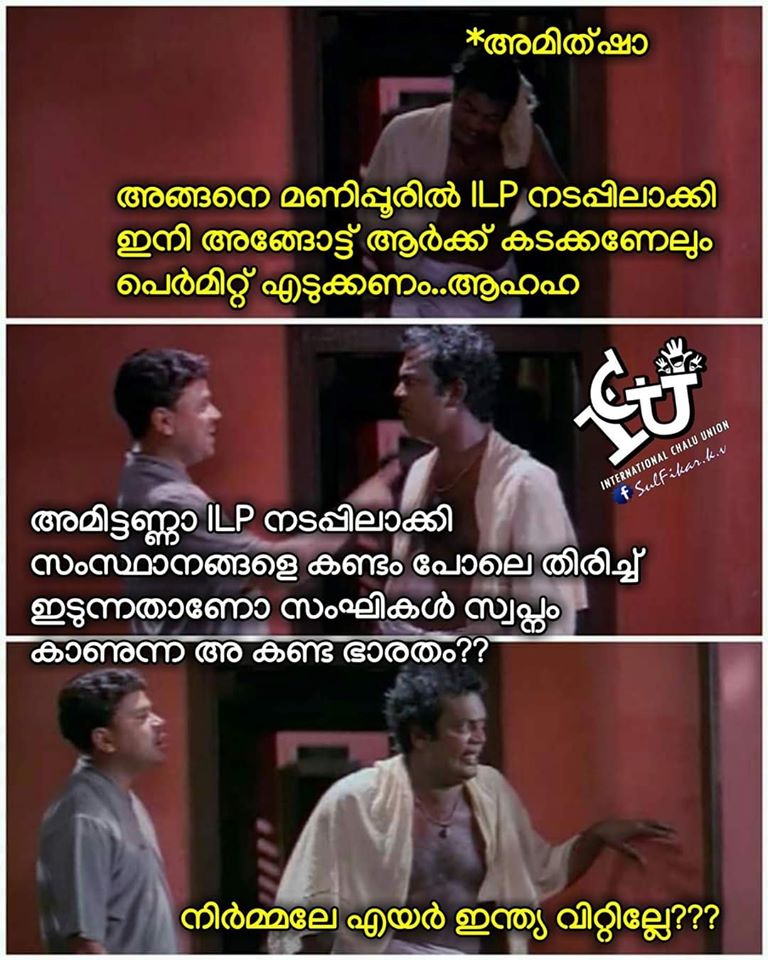 *അമിത്ഷാ
അങ്ങനെ മണിപ്പൂരിൽ ILP നടപ്പിലാക്കി
ഇനി അങ്ങോട്ട് ആർക്ക് കടക്കണേലും
പെർമിറ്റ് എടുക്കണം..ആഹഹ
ICU
INTERNATIONAL CHALU UNION
f Sulfikar.k.v
അമിട്ടണ്ണാ ILP നടപ്പിലാക്കി
സംസ്ഥാനങ്ങളെ കണ്ടം പോലെ തിരിച്ച്
ഇടുന്നതാണോ സംഘികൾ സ്വപ്നം
കാണുന്ന അ കണ്ട ഭാരതം??
നിർമ്മലേ എയർ ഇന്ത്യ വിറ്റില്ലേ???